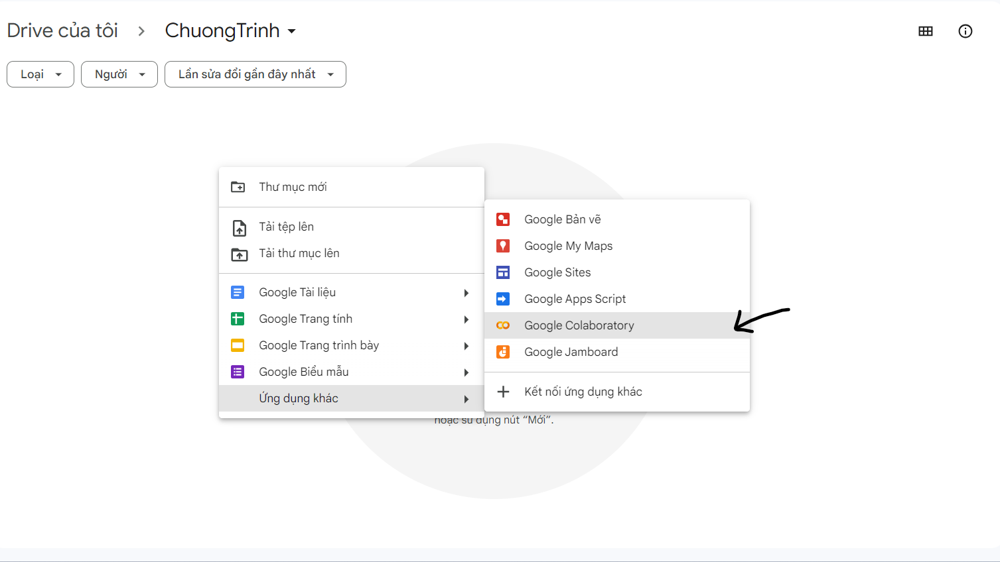 Drive của tôi > ChuongTrinh
Loại
Người
Lần sửa đổi gần đây nhất
Thư mục mới
Tải tệp lên
Tải thư mục lên
Google Tài liệu
Google Trang tính
Google Trang trình bày
Google Biểu mẫu
Ứng dụng khác
Google Bản vẽ
Google My Maps
Google Sites
Google Apps Script
Google Colaboratory
Google Jamboard
Kết nối ứng dụng khác
hoặc sử dụng nút “Mới”.